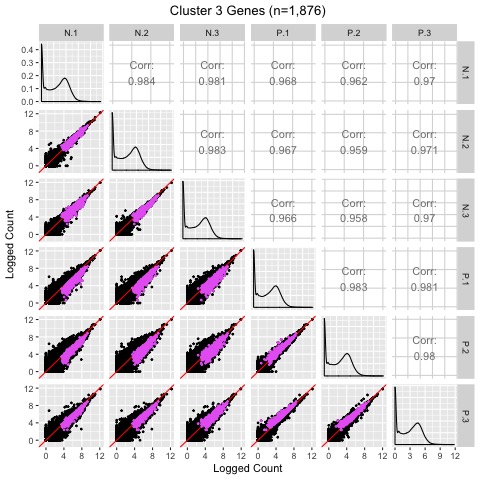 Cluster 3 Genes (n=1,876)
N.1 N.2 N.3 P.1 P.2 P.3
0.4
0.3
0.2
0.1
0.0
Corr: Corr: Corr: Corr: Corr:
0.984 0.981 0.968 0.962 0.97
N.1
12
8
4
0
Corr: Corr: Corr: Corr:
0.983 0.967 0.959 0.971
N.2
12
8
4
0
Corr: Corr: Corr:
0.966 0.958 0.97
N.3
Logged Count
12
8
4
0
Corr: Corr:
0.983 0.981
P.1
12
8
4
0
Corr:
0.98
P.2
12
8
4
0
P.3
0 4 8 12 0 4 8 12 0 4 8 12 0 4 8 12 0 4 8 12 0 3 6 9 12
Logged Count